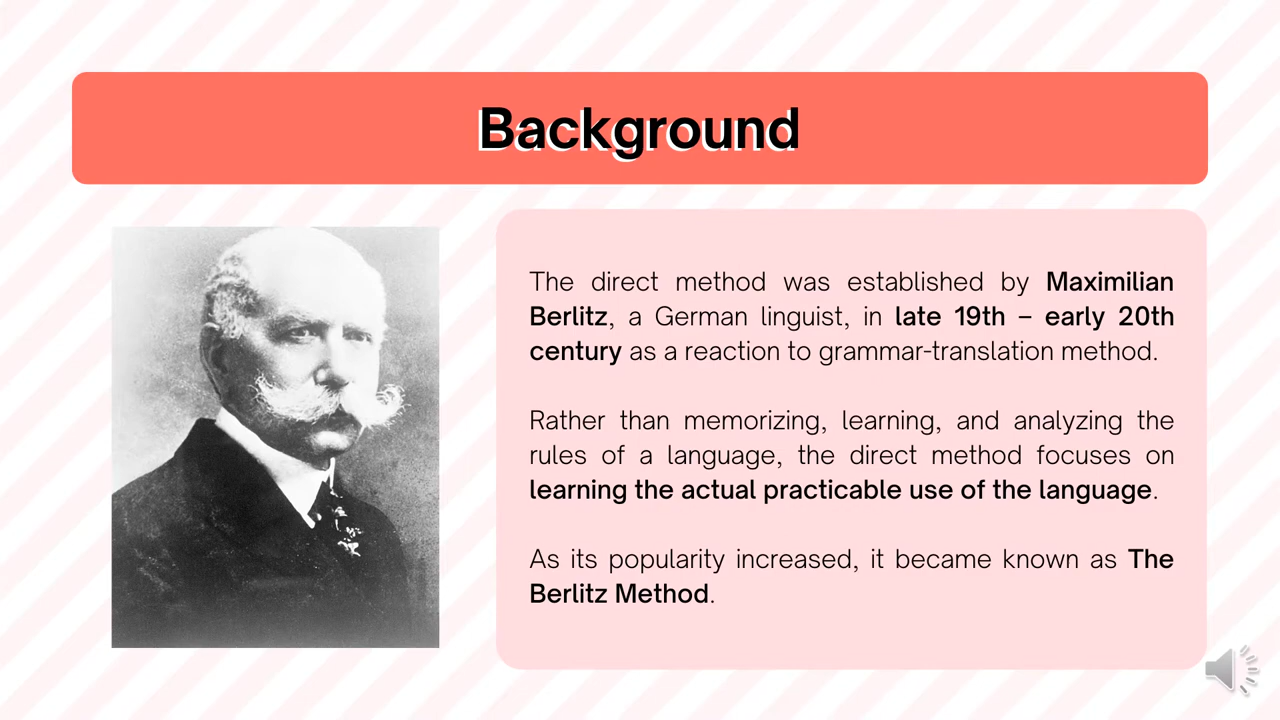 Background
The direct method was established by Maximilian
Berlitz, a German linguist, in late 19th – early 20th
century as a reaction to grammar-translation method.
Rather than memorizing, learning, and analyzing the
rules of a language, the direct method focuses on
learning the actual practicable use of the language.
As its popularity increased, it became known as The
Berlitz Method.